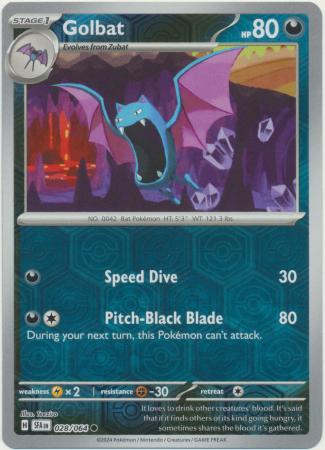 STAGE 1
Golbat
HP 80
Evolves from Zubat
NO. 0042 Bat Pokémon HT: 5'3" WT: 121.3 lbs.
Speed Dive 30
Pitch-Black Blade 80
During your next turn, this Pokémon can't attack.
weakness ×2 resistance -30 retreat
Illus. Teeziro
H SFA EN 028/064
It loves to drink other creatures' blood. It's said
that if it finds others of its kind going hungry, it
sometimes shares the blood it's gathered.
©2024 Pokémon / Nintendo / Creatures / GAME FREAK